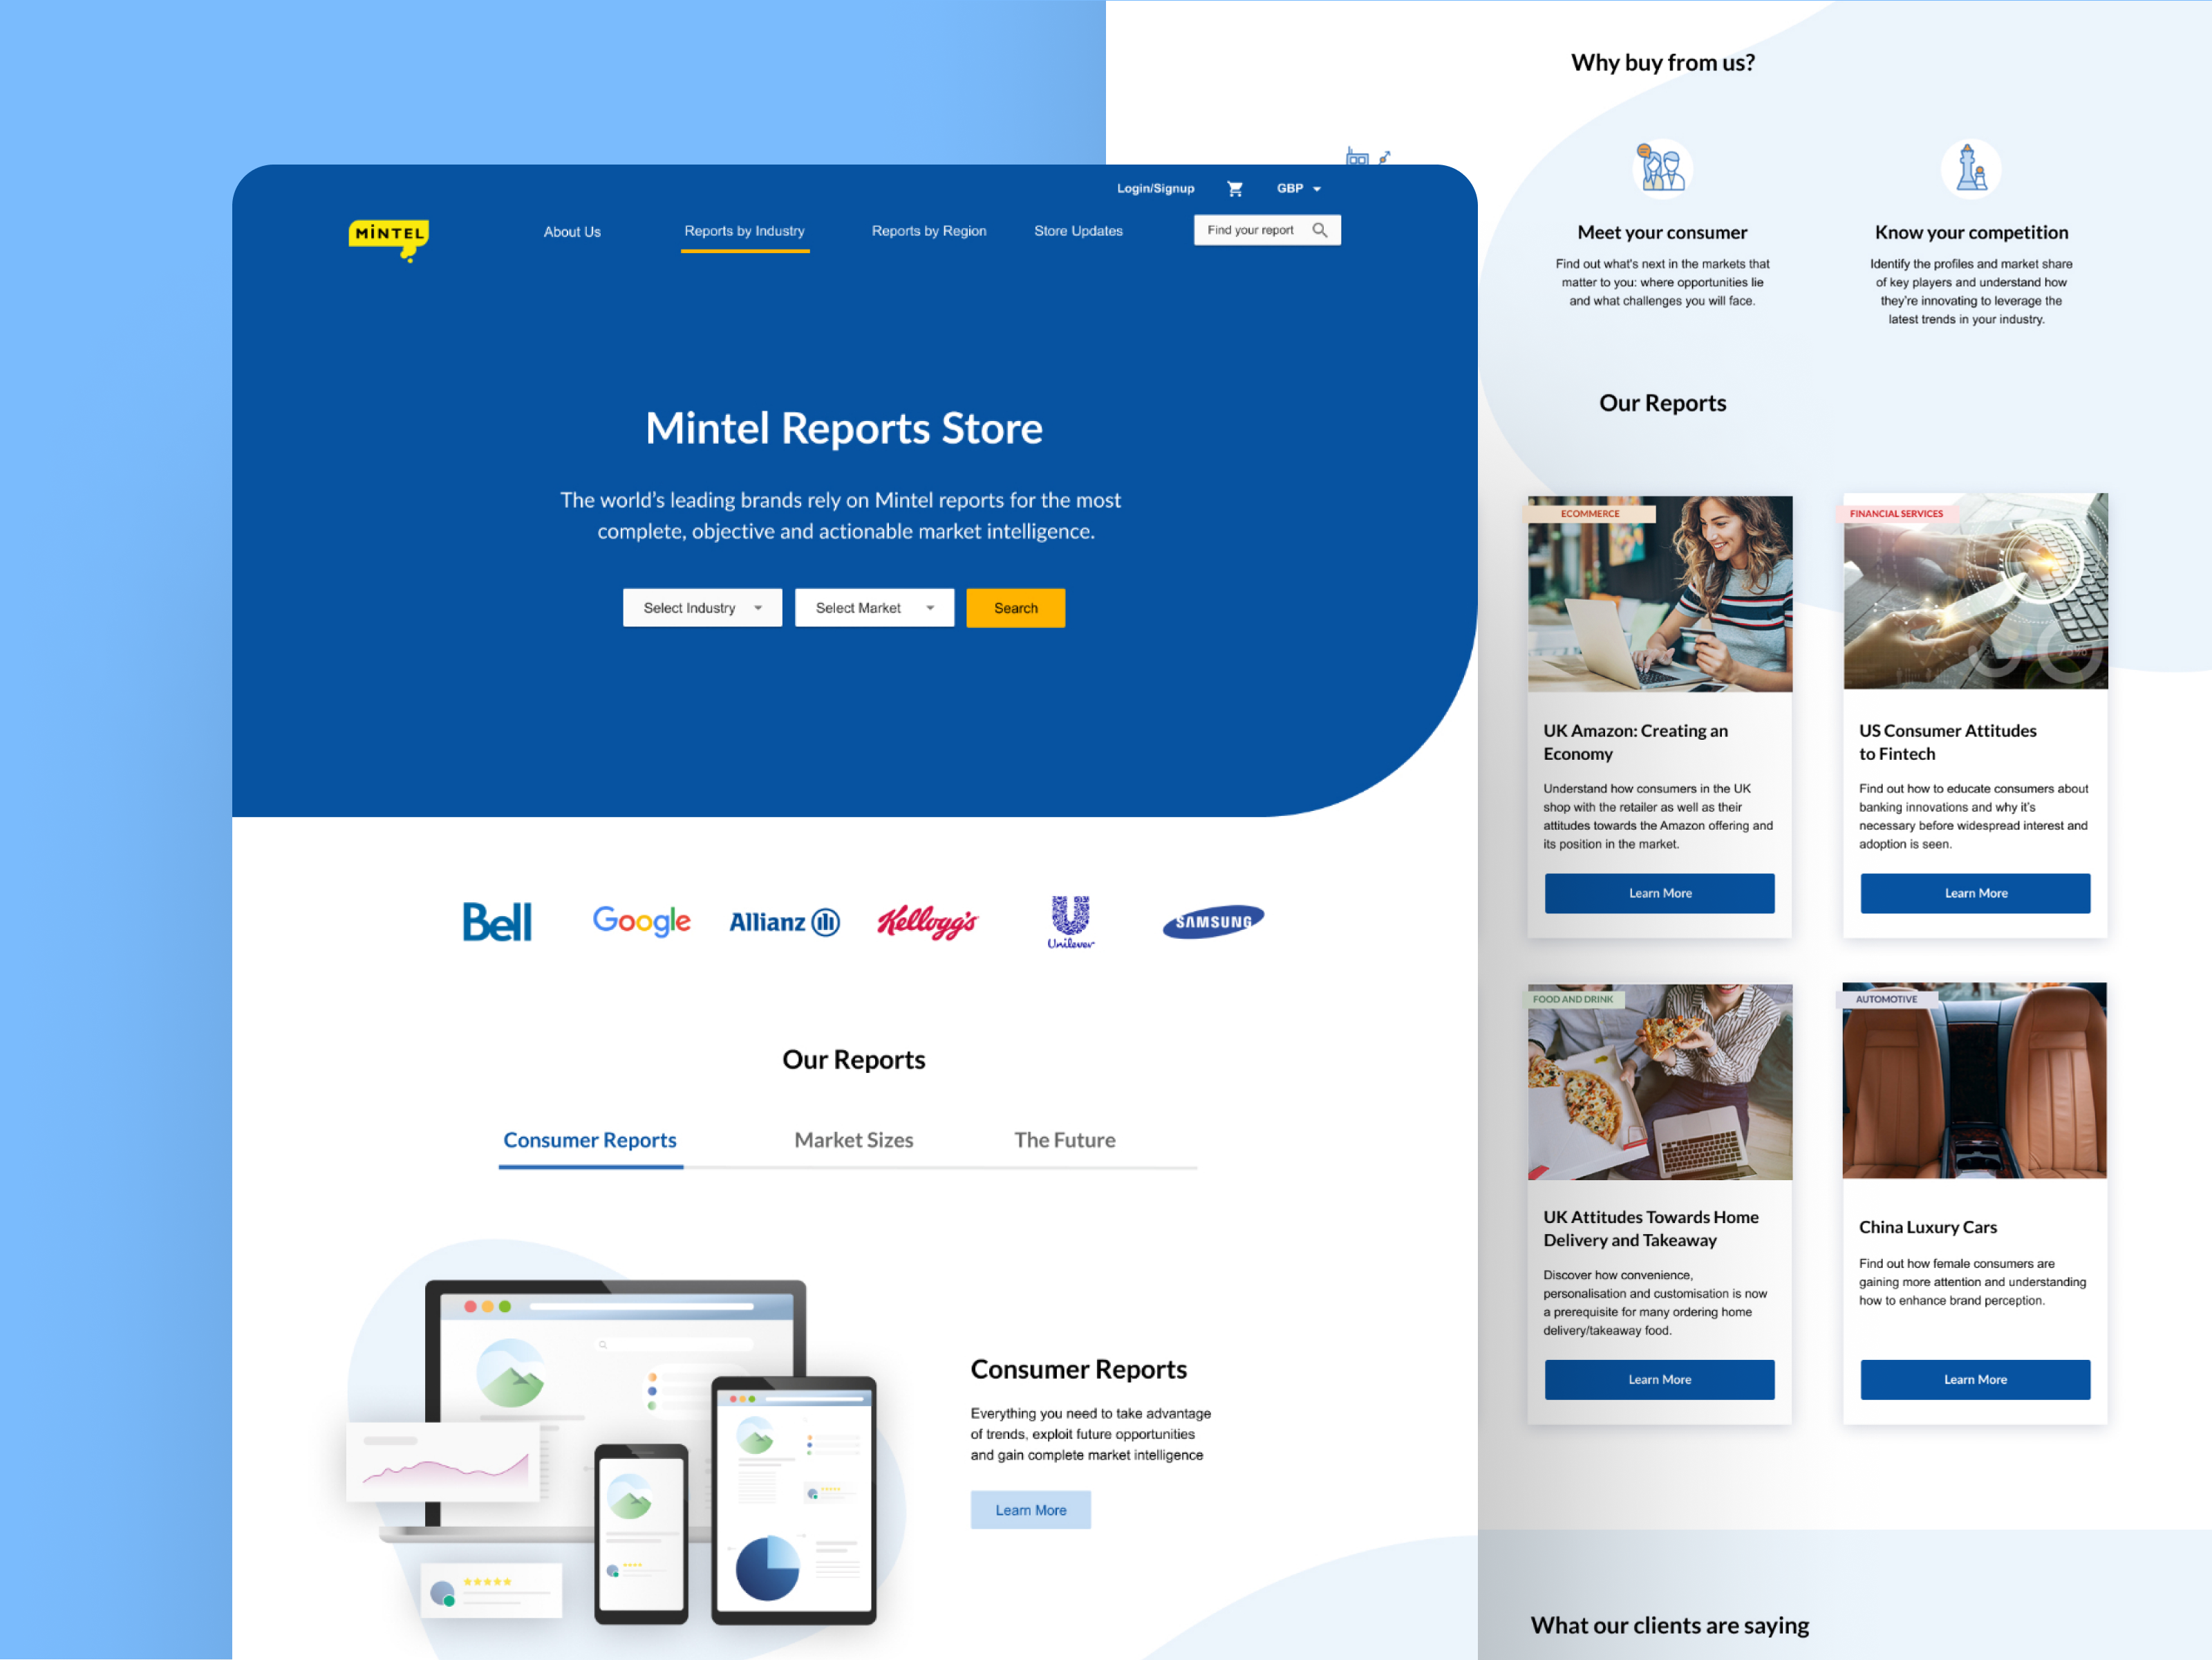 Login/Signup
GBP
MiNTEL
About Us
Reports by Industry
Reports by Region
Store Updates
Find your report
Mintel Reports Store
The world's leading brands rely on Mintel reports for the most
complete, objective and actionable market intelligence.
Select Industry
Select Market
Search
Bell
Google
Allianz
Kellogg's
Unilever
SAMSUNG
Our Reports
Consumer Reports
Market Sizes
The Future
Consumer Reports
Everything you need to take advantage
of trends, exploit future opportunities
and gain complete market intelligence
Learn More
Why buy from us?
Meet your consumer
Find out what's next in the markets that
matter to you: where opportunities lie
and what challenges you will face.
Know your competition
Identify the profiles and market share
of key players and understand how
they're innovating to leverage the
latest trends in your industry.
Our Reports
ECOMMERCE
UK Amazon: Creating an
Economy
Understand how consumers in the UK
shop with the retailer as well as their
attitudes towards the Amazon offering and
its position in the market.
Learn More
FINANCIAL SERVICES
US Consumer Attitudes
to Fintech
Find out how to educate consumers about
banking innovations and why it's
necessary before widespread interest and
adoption is seen.
Learn More
FOOD AND DRINK
UK Attitudes Towards Home
Delivery and Takeaway
Discover how convenience,
personalisation and customisation is now
a prerequisite for many ordering home
delivery/takeaway food.
Learn More
AUTOMOTIVE
China Luxury Cars
Find out how female consumers are
gaining more attention and understanding
how to enhance brand perception.
Learn More
What our clients are saying